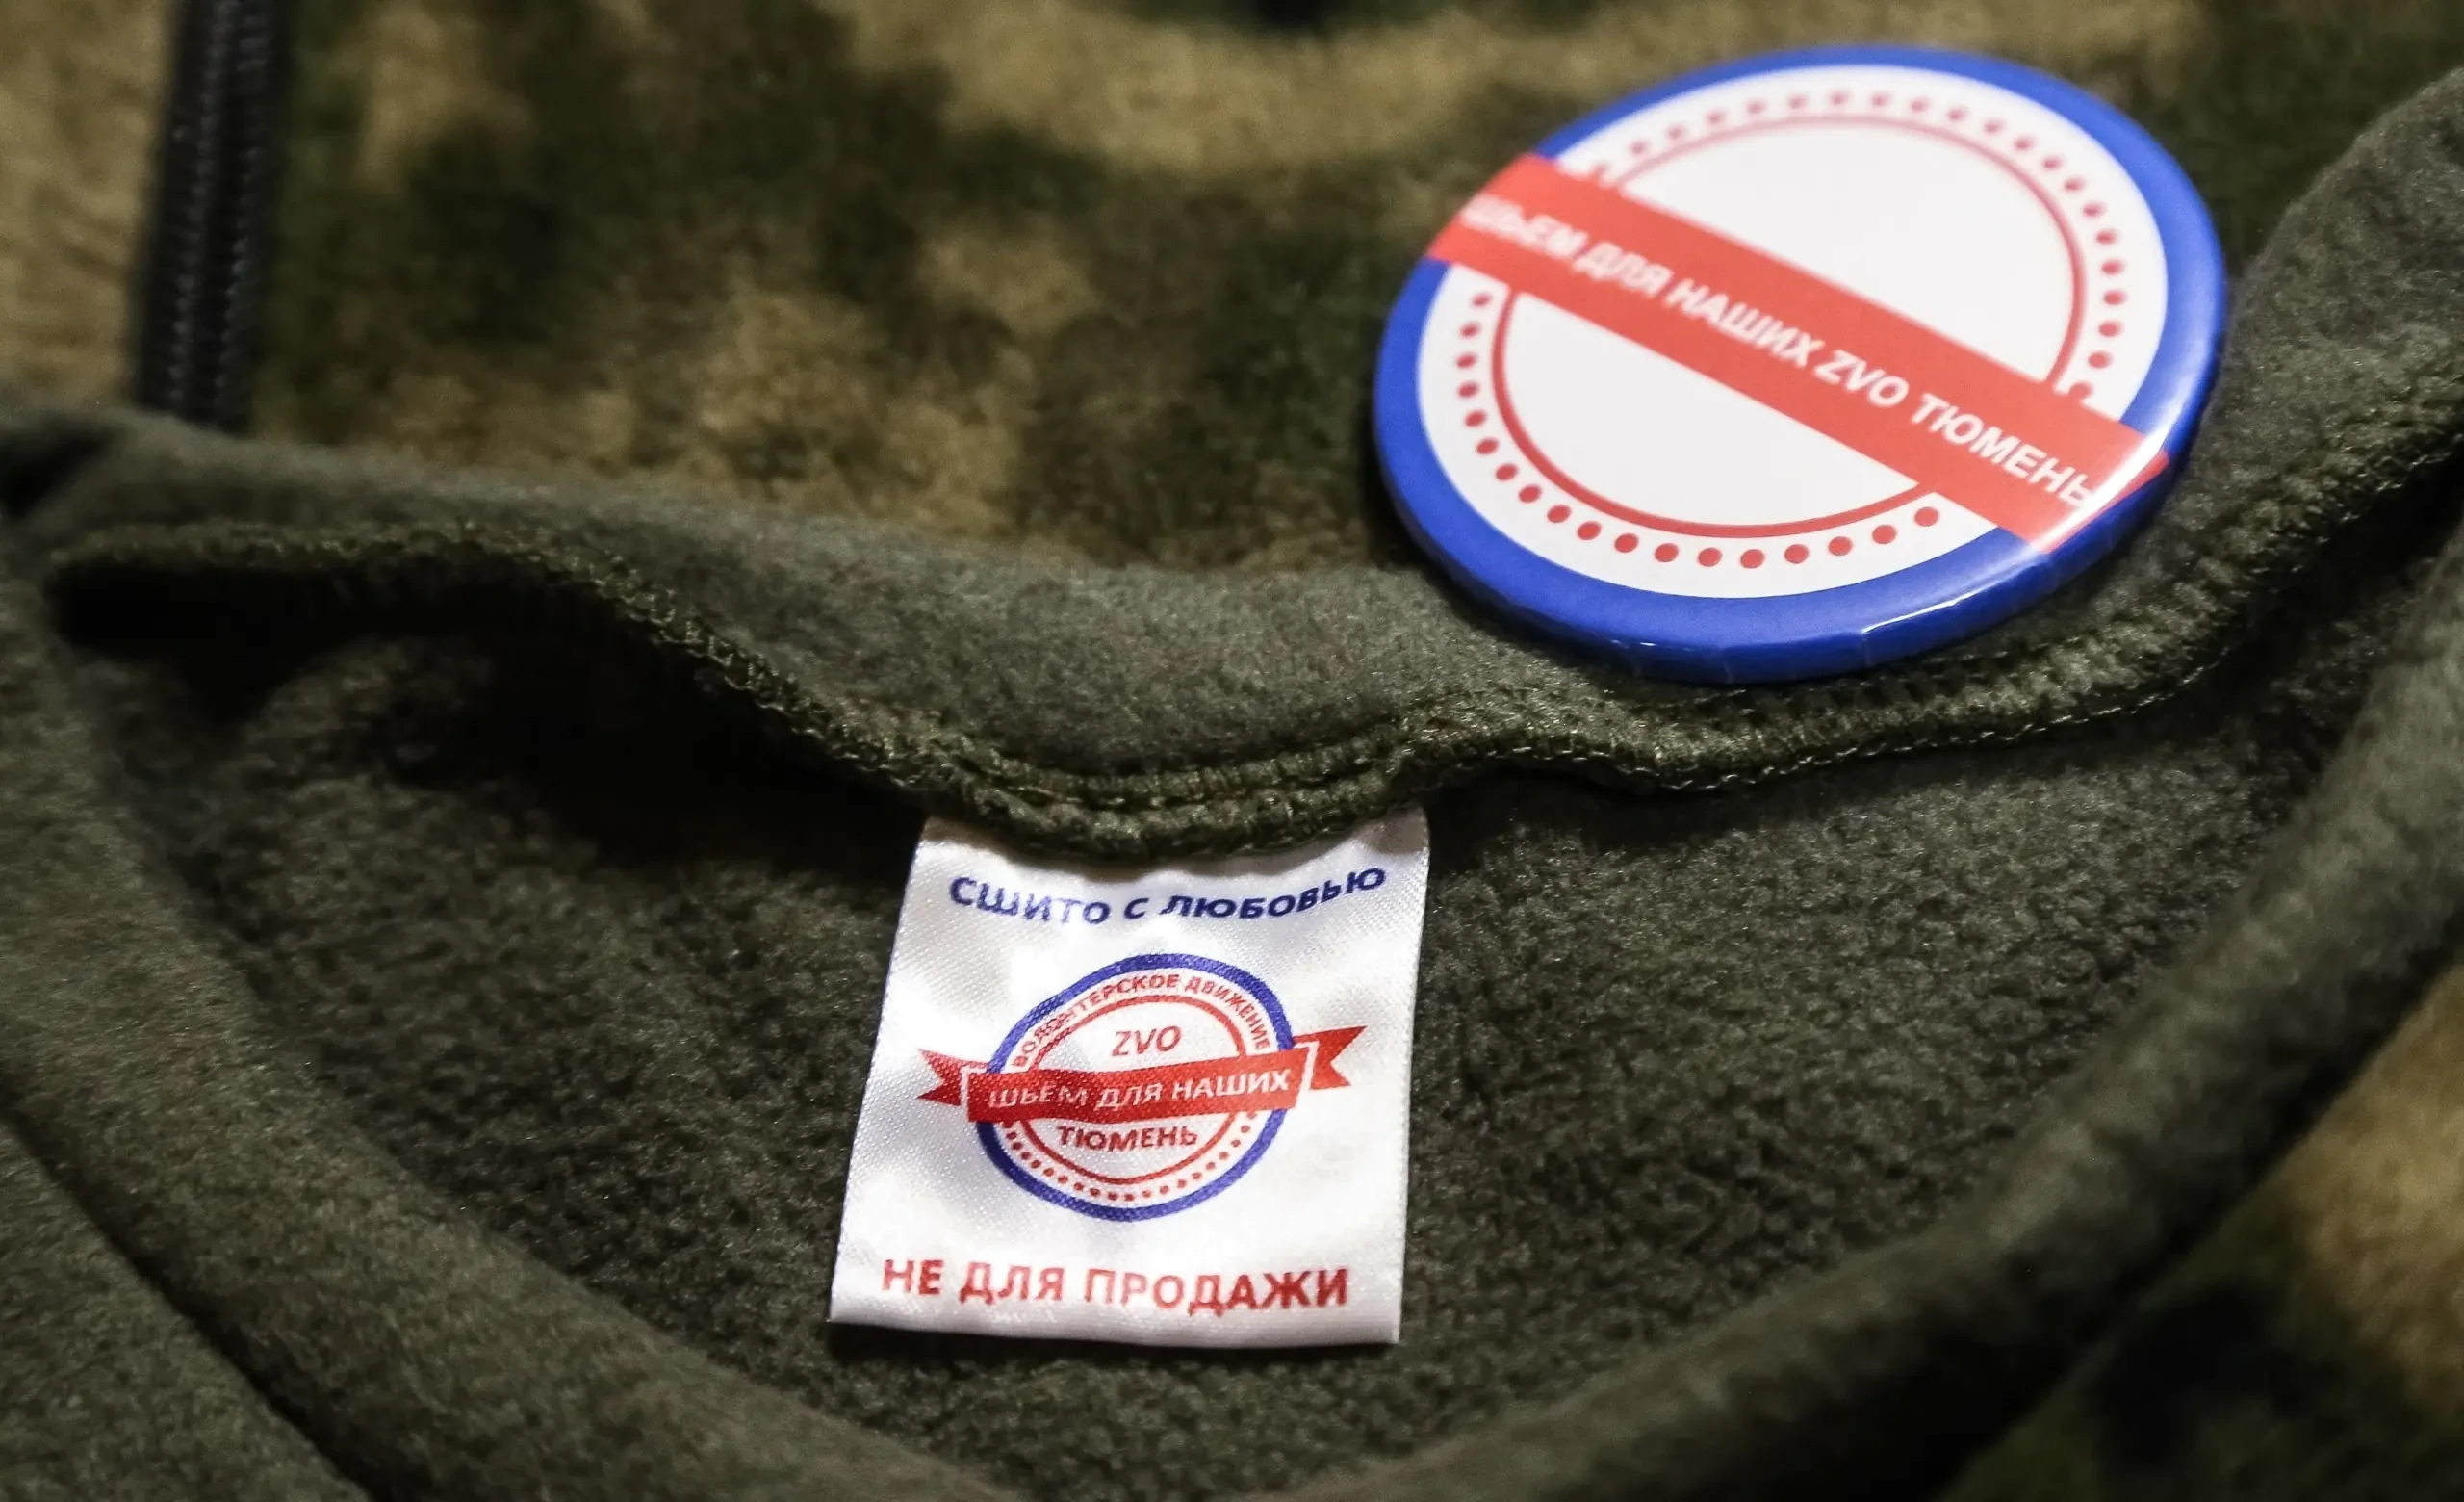 ШЬЕМ ДЛЯ НАШИХ ZVO ТЮМЕНЬ
СШИТО С ЛЮБОВЬЮ
ВОЛОНТЕРСКОЕ ДВИЖЕНИЕ
ZVO
ШЬЕМ ДЛЯ НАШИХ
ТЮМЕНЬ
НЕ ДЛЯ ПРОДАЖИ